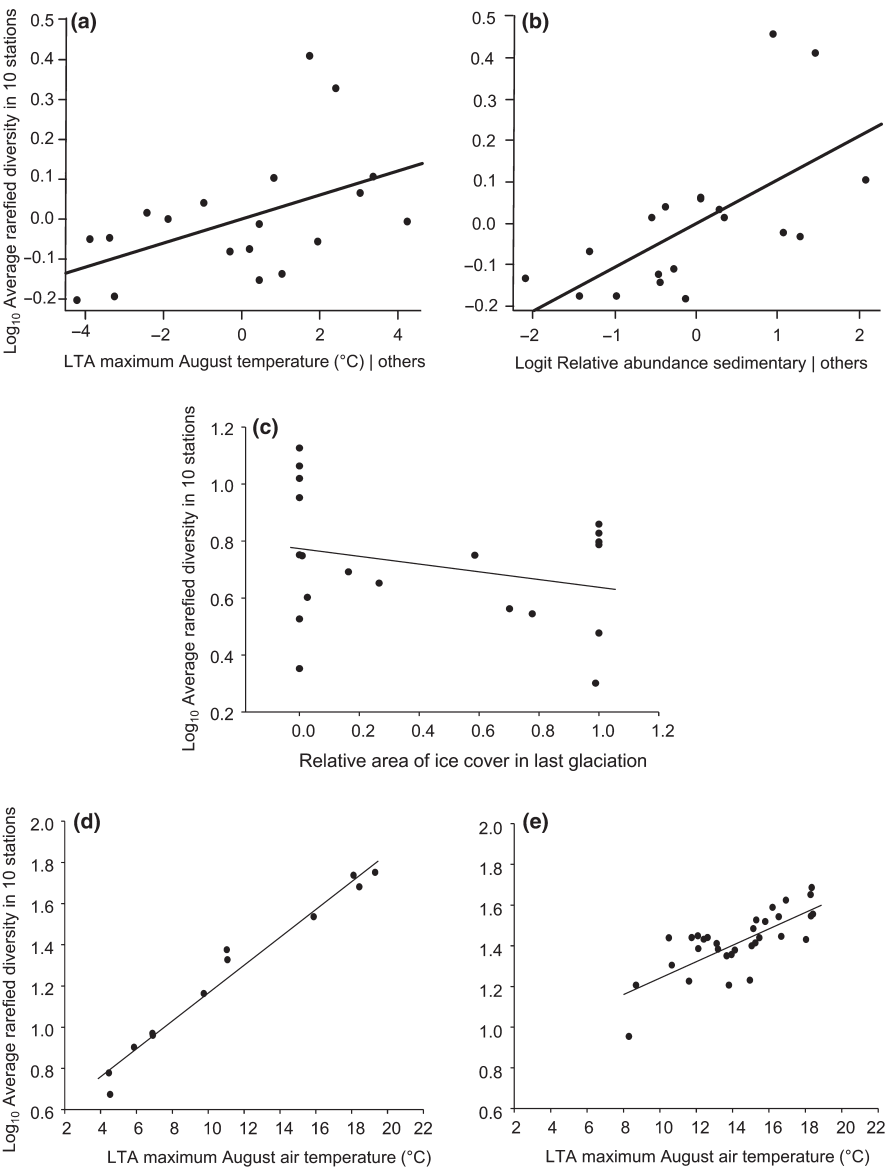 (a)
Log10 Average rarefied diversity in 10 stations
0.5
0.4
0.3
0.2
0.1
0.0
–0.1
–0.2
–4 –2 0 2 4
LTA maximum August temperature (°C) | others
(b)
0.5
0.4
0.3
0.2
0.1
0.0
–0.1
–0.2
–2 –1 0 1 2
Logit Relative abundance sedimentary | others
(c)
Log10 Average rarefied diversity in 10 stations
1.2
1.0
0.8
0.6
0.4
0.2
0.0 0.2 0.4 0.6 0.8 1.0 1.2
Relative area of ice cover in last glaciation
(d)
Log10 Average rarefied diversity in 10 stations
2.0
1.8
1.6
1.4
1.2
1.0
0.8
0.6
2 4 6 8 10 12 14 16 18 20 22
LTA maximum August air temperature (°C)
(e)
2.0
1.8
1.6
1.4
1.2
1.0
0.8
0.6
2 4 6 8 10 12 14 16 18 20 22
LTA maximum August air temperature (°C)